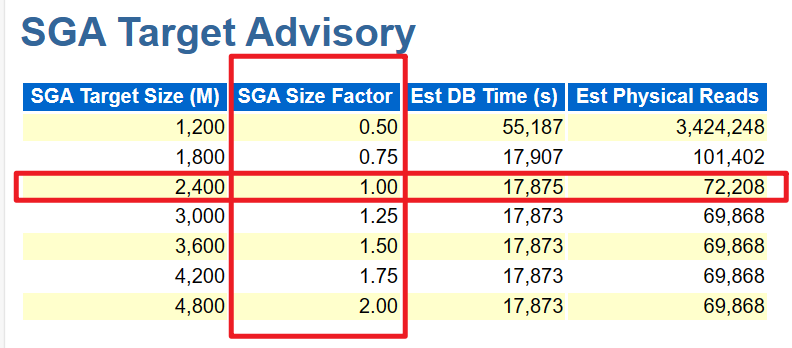 SGA Target Advisory
SGA Target Size (M) SGA Size Factor Est DB Time (s) Est Physical Reads
1,200 0.50 55,187 3,424,248
1,800 0.75 17,907 101,402
2,400 1.00 17,875 72,208
3,000 1.25 17,873 69,868
3,600 1.50 17,873 69,868
4,200 1.75 17,873 69,868
4,800 2.00 17,873 69,868